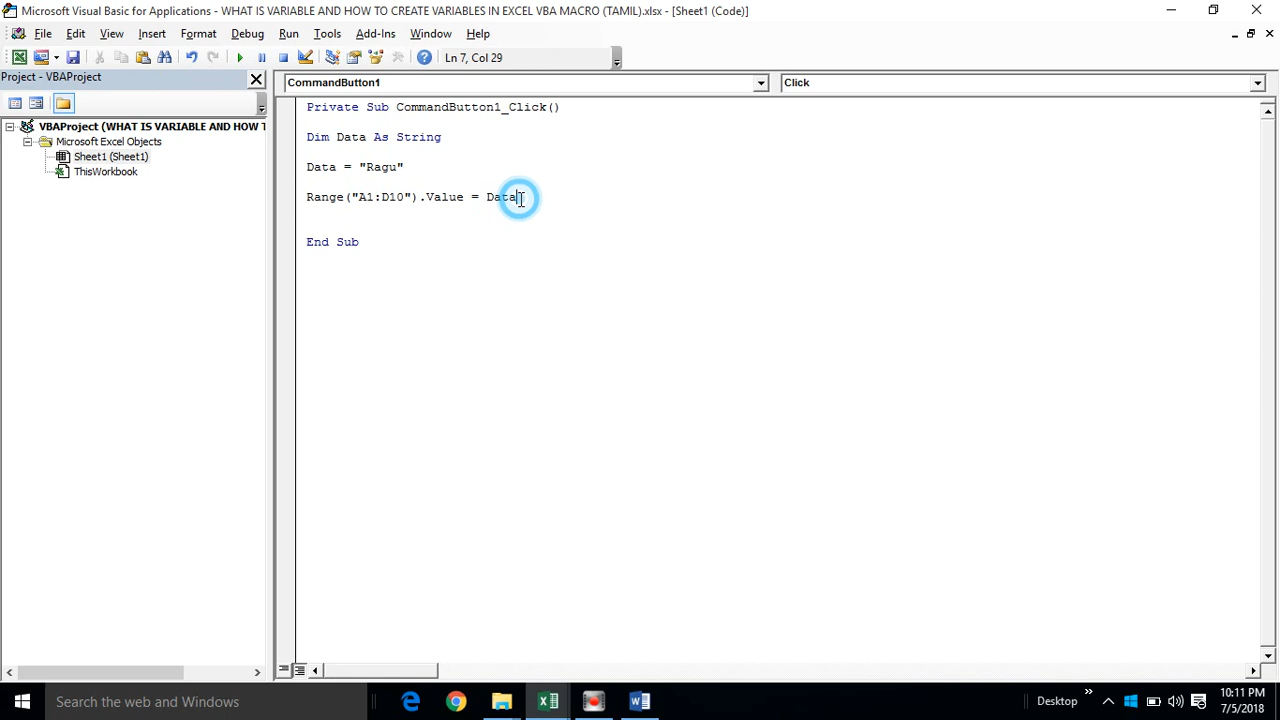 Microsoft Visual Basic for Applications - WHAT IS VARIABLE AND HOW TO CREATE VARIABLES IN EXCEL VBA MACRO (TAMIL).xlsx - [Sheet1 (Code)]
File Edit View Insert Format Debug Run Tools Add-Ins Window Help
Ln 7, Col 29
Project - VBAProject
CommandButton1 Click
VBAProject (WHAT IS VARIABLE AND HOW T
Microsoft Excel Objects
Sheet1 (Sheet1)
ThisWorkbook
Private Sub CommandButton1_Click()
Dim Data As String
Data = "Ragu"
Range("A1:D10").Value = Data
End Sub
Search the web and Windows
Desktop
10:11 PM
7/5/2018